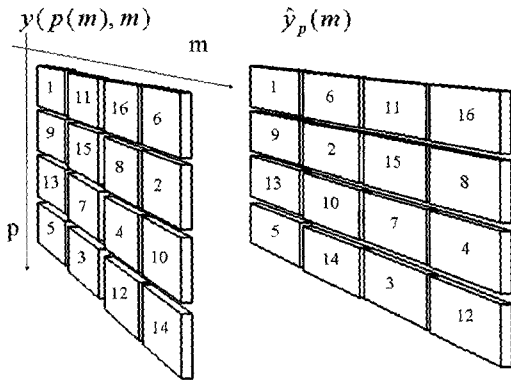 y(p(m), m)
m
p
1 11 16 6
9 15 8 2
13 7 4 10
5 3 12 14
ŷ_p(m)
1 6 11 16
9 2 15 8
13 10 7 4
5 14 3 12